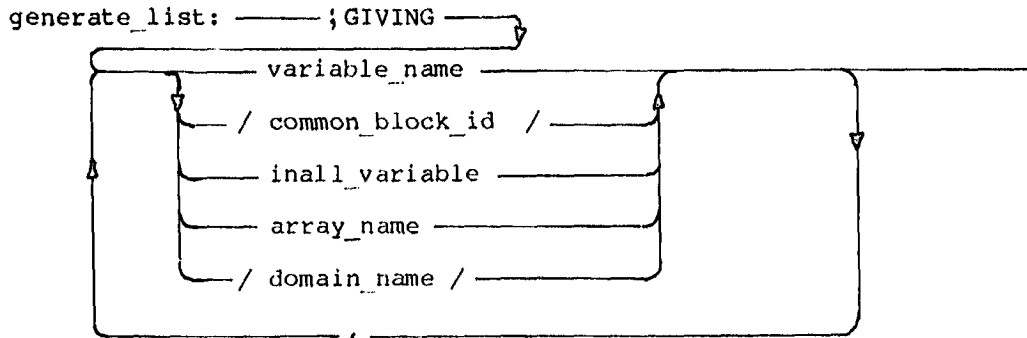 generate_list: ;GIVING
variable_name
/ common_block_id /
inall_variable
array_name
/ domain_name /
,